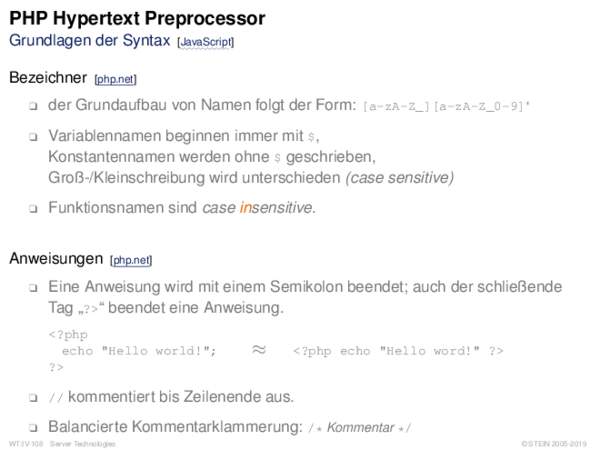 PHP Hypertext Preprocessor
Grundlagen der Syntax [JavaScript]
Bezeichner [php.net]
❑ der Grundaufbau von Namen folgt der Form: [a-zA-Z_][a-zA-Z_0-9]*
❑ Variablennamen beginnen immer mit $,
Konstantennamen werden ohne $ geschrieben,
Groß-/Kleinschreibung wird unterschieden (case sensitive)
❑ Funktionsnamen sind case insensitive.
Anweisungen [php.net]
❑ Eine Anweisung wird mit einem Semikolon beendet; auch der schließende
Tag „?>“ beendet eine Anweisung.
<?php
echo "Hello world!"; ≈ <?php echo "Hello word!" ?>
?>
❑ // kommentiert bis Zeilenende aus.
❑ Balancierte Kommentarklammerung: /* Kommentar */
WT:IV-108 Server Technologies © STEIN 2005-2019